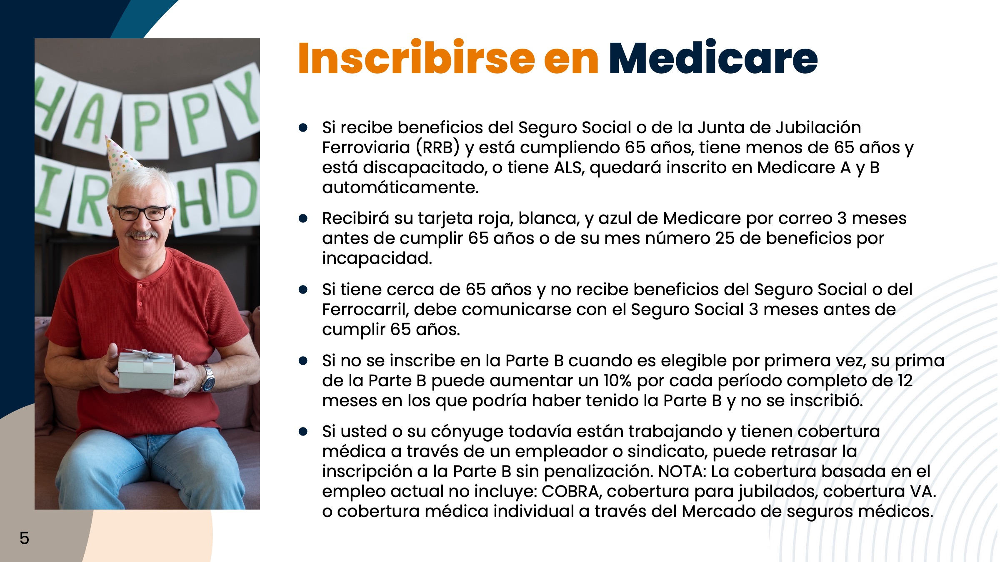 Inscribirse en Medicare
HAPPY
BIRTHD
● Si recibe beneficios del Seguro Social o de la Junta de Jubilación
Ferroviaria (RRB) y está cumpliendo 65 años, tiene menos de 65 años y
está discapacitado, o tiene ALS, quedará inscrito en Medicare A y B
automáticamente.
● Recibirá su tarjeta roja, blanca, y azul de Medicare por correo 3 meses
antes de cumplir 65 años o de su mes número 25 de beneficios por
incapacidad.
● Si tiene cerca de 65 años y no recibe beneficios del Seguro Social o del
Ferrocarril, debe comunicarse con el Seguro Social 3 meses antes de
cumplir 65 años.
● Si no se inscribe en la Parte B cuando es elegible por primera vez, su prima
de la Parte B puede aumentar un 10% por cada período completo de 12
meses en los que podría haber tenido la Parte B y no se inscribió.
● Si usted o su cónyuge todavía están trabajando y tienen cobertura
médica a través de un empleador o sindicato, puede retrasar la
inscripción a la Parte B sin penalización. NOTA: La cobertura basada en el
empleo actual no incluye: COBRA, cobertura para jubilados, cobertura VA.
o cobertura médica individual a través del Mercado de seguros médicos.
5